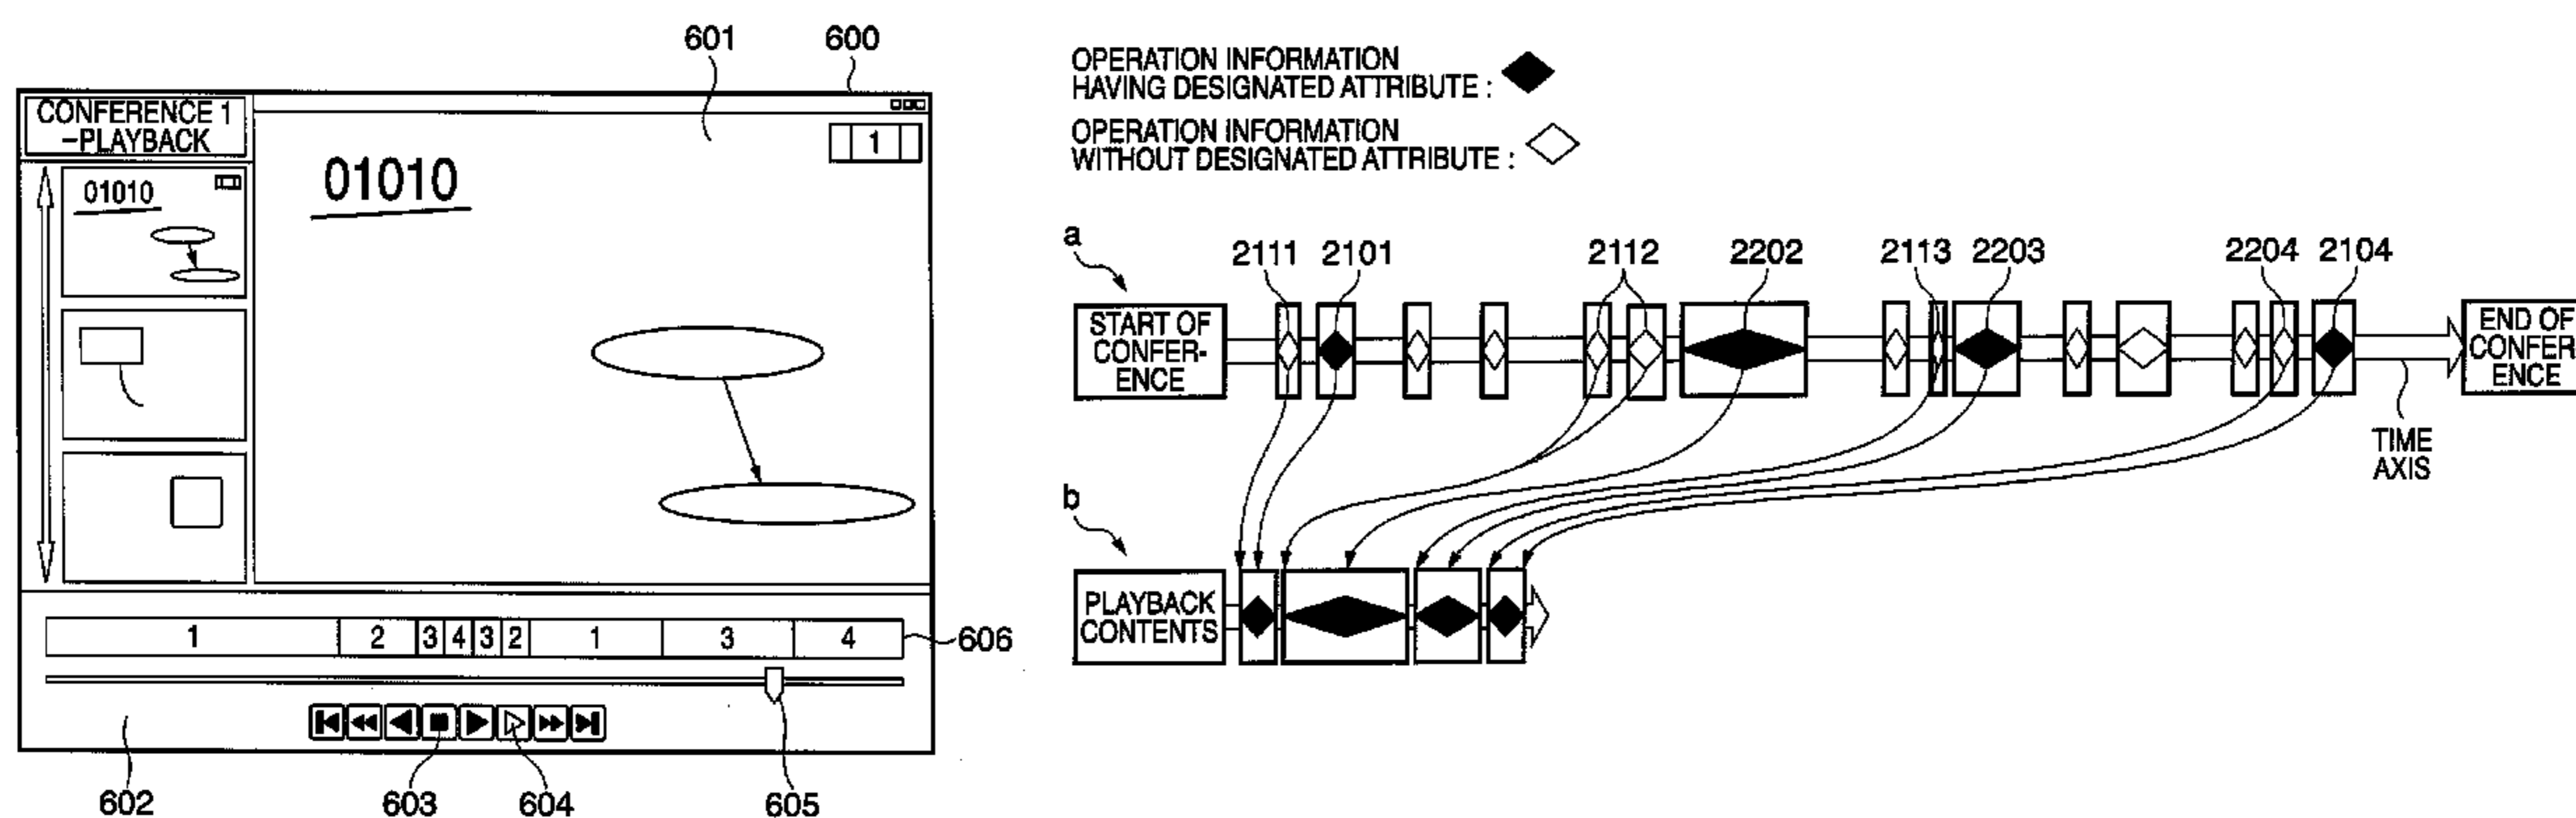 601
600
CONFERENCE 1
-PLAYBACK
01010
01010
1
1
2
3
4
3
2
1
3
4
606
602
603
604
605
OPERATION INFORMATION
HAVING DESIGNATED ATTRIBUTE :
OPERATION INFORMATION
WITHOUT DESIGNATED ATTRIBUTE :
a
2111
2101
2112
2202
2113
2203
2204
2104
START OF
CONFER-
ENCE
END OF
CONFER
ENCE
TIME
AXIS
b
PLAYBACK
CONTENTS